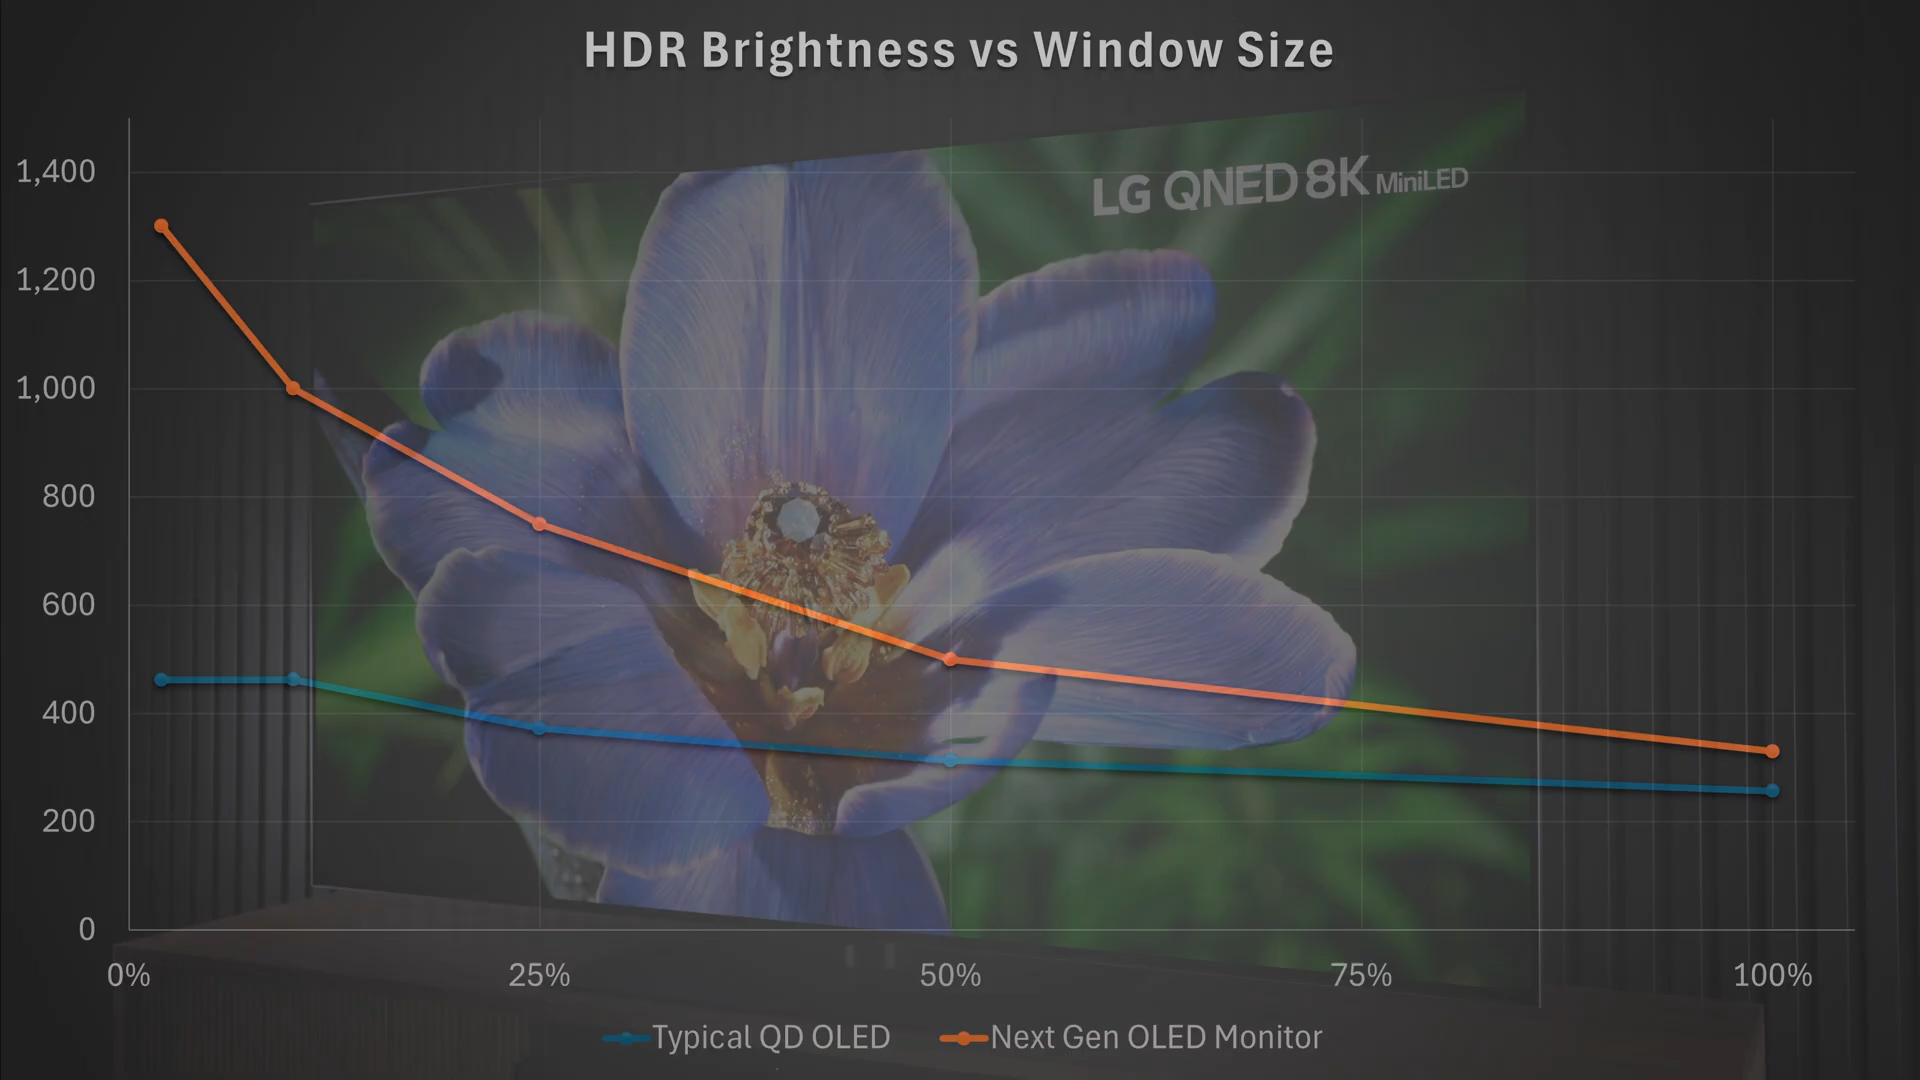 HDR Brightness vs Window Size
LG QNED 8K MiniLED
1,400
1,200
1,000
800
600
400
200
0
0% 25% 50% 75% 100%
Typical QD OLED Next Gen OLED Monitor